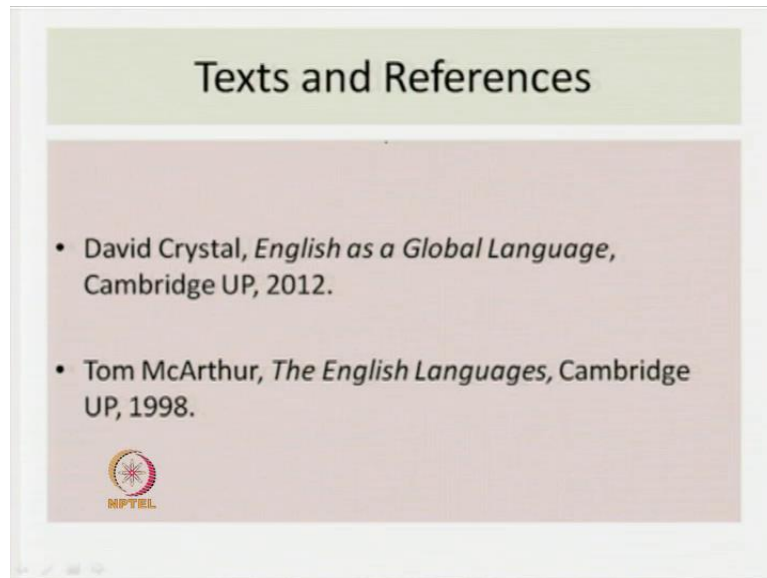 Texts and References
• David Crystal, English as a Global Language,
Cambridge UP, 2012.
• Tom McArthur, The English Languages, Cambridge
UP, 1998.
NPTEL